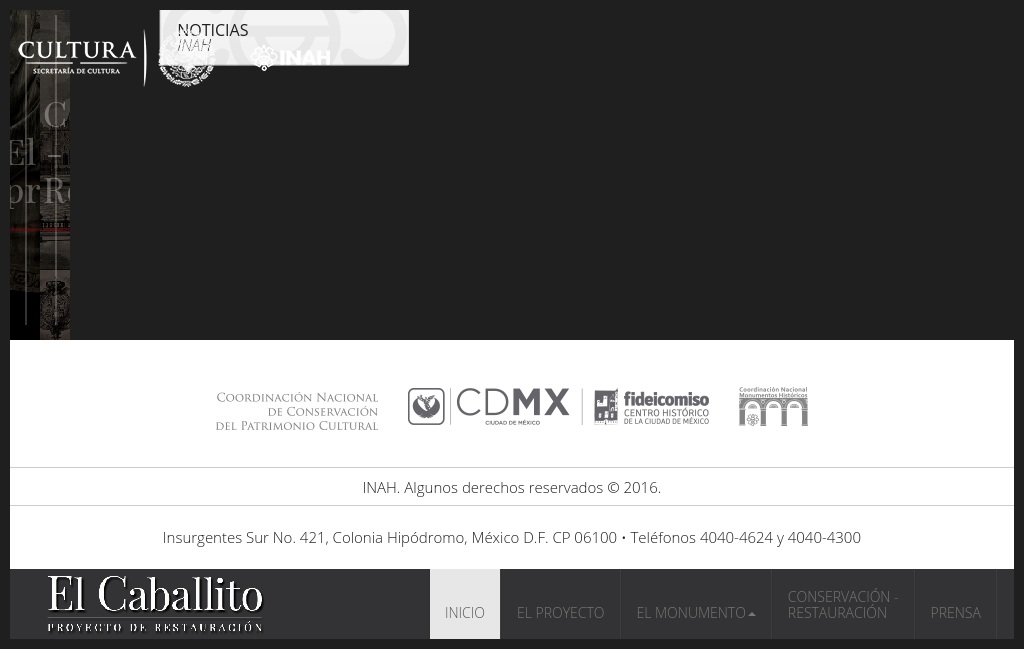 NOTICIAS
INAH
CULTURA
SECRETARÍA DE CULTURA
INAH
El -
COORDINACIÓN NACIONAL
DE CONSERVACIÓN
DEL PATRIMONIO CULTURAL
CDMX
CIUDAD DE MÉXICO
fideicomiso
CENTRO HISTÓRICO
DE LA CIUDAD DE MÉXICO
Coordinación Nacional
Monumentos Históricos
INAH. Algunos derechos reservados © 2016.
Insurgentes Sur No. 421, Colonia Hipódromo, México D.F. CP 06100 • Teléfonos 4040-4624 y 4040-4300
El Caballito
PROYECTO DE RESTAURACIÓN
INICIO
EL PROYECTO
EL MONUMENTO
CONSERVACIÓN -
RESTAURACIÓN
PRENSA